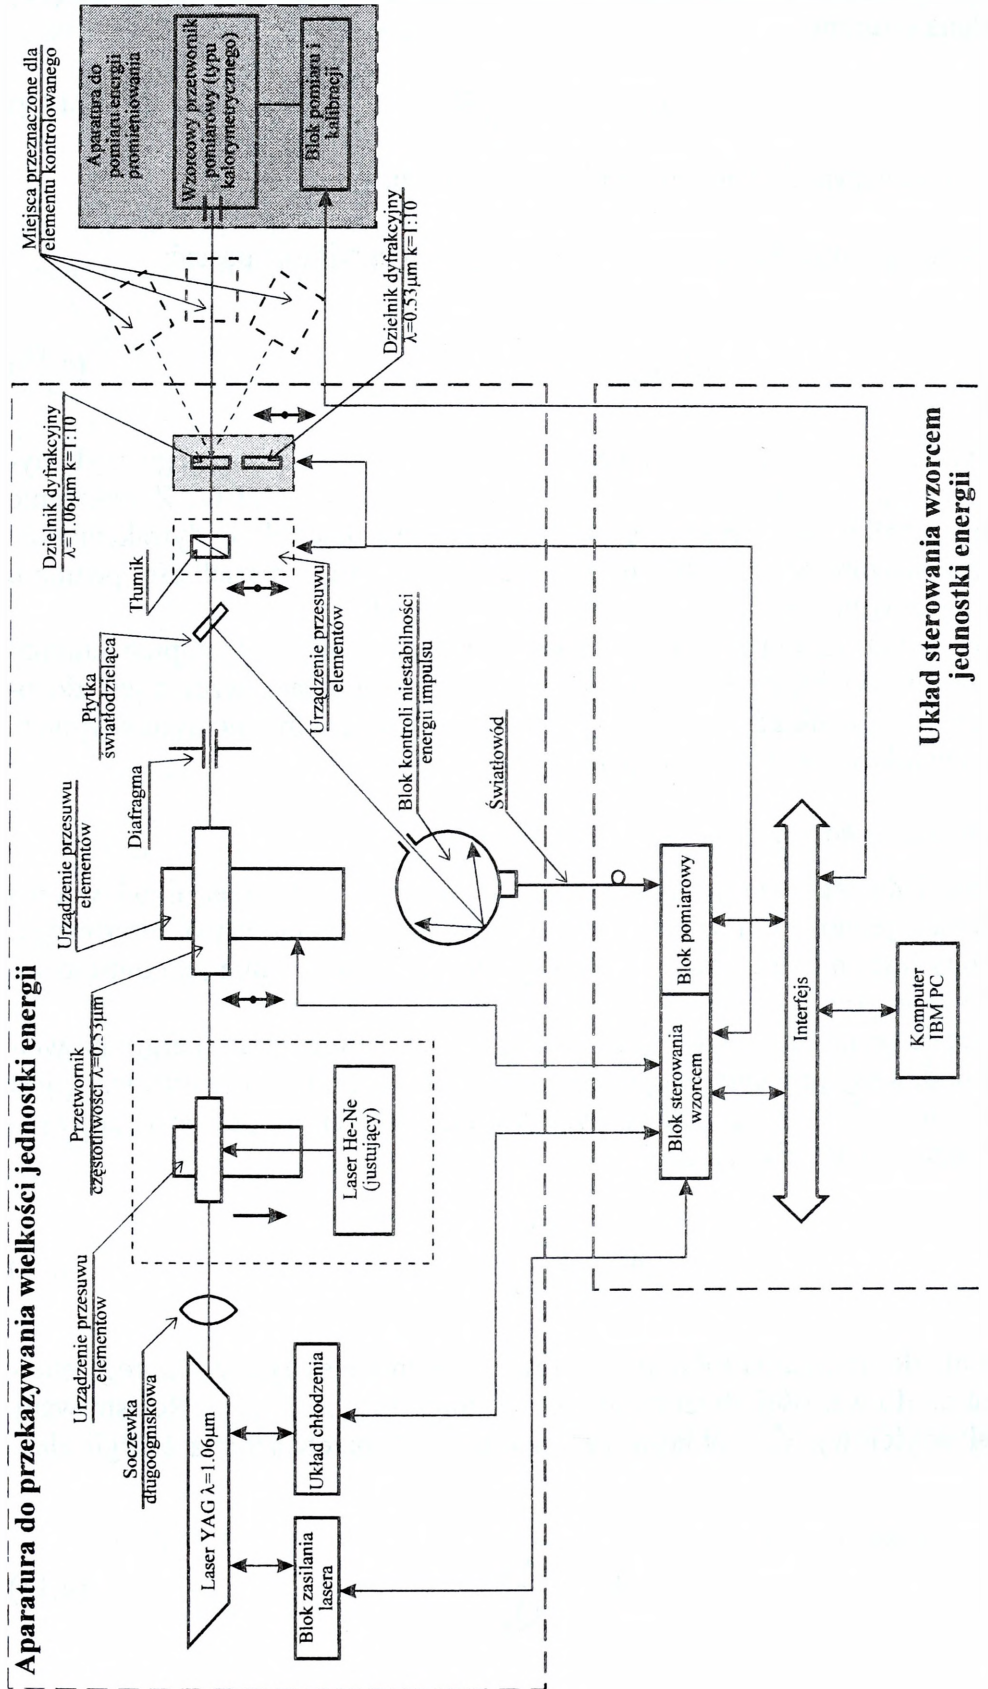 Aparatura do przekazywania wielkości jednostki energii
Urządzenie przesuwu
elementów
Soczewka
długoogniskowa
Laser YAG λ=1.06μm
Blok zasilania
lasera
Układ chłodzenia
Przetwornik
częstotliwości λ=0.53μm
Laser He-Ne
(justujący)
Urządzenie przesuwu
elementów
Diafragma
Płytka
światłodzieląca
Tłumik
Dzielnik dyfrakcyjny
λ=1.06μm k=1:10
Urządzenie przesuwu
elementów
Blok kontroli niestabilności
energii impulsu
Światłowód
Miejsca przeznaczone dla
elementu kontrolowanego
Aparatura do
pomiaru energii
promieniowania
Wzorcowy przetwornik
pomiarowy (typu
kalorymetrycznego)
Blok pomiaru i
kalibracji
Dzielnik dyfrakcyjny
λ=0.53μm k=1:10
Blok sterowania
wzorcem
Blok pomiarowy
Interfejs
Komputer
IBM PC
Układ sterowania wzorcem
jednostki energii